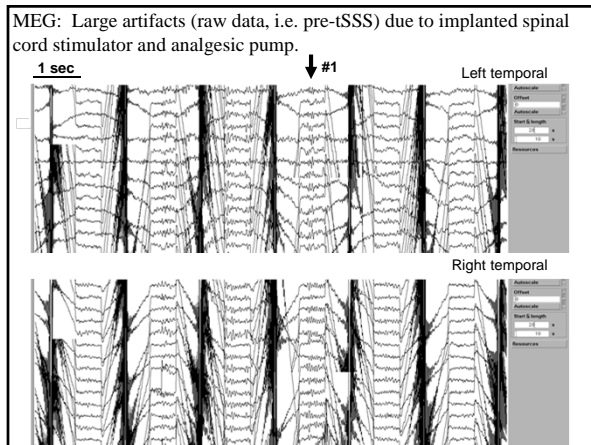 MEG: Large artifacts (raw data, i.e. pre-tSSS) due to implanted spinal
cord stimulator and analgesic pump.
1 sec
#1
Left temporal
Autoscale
Offset
Autoscale
Start & length
s
s
Resources
Right temporal
Autoscale
Offset
Autoscale
Start & length
s
s
Resources